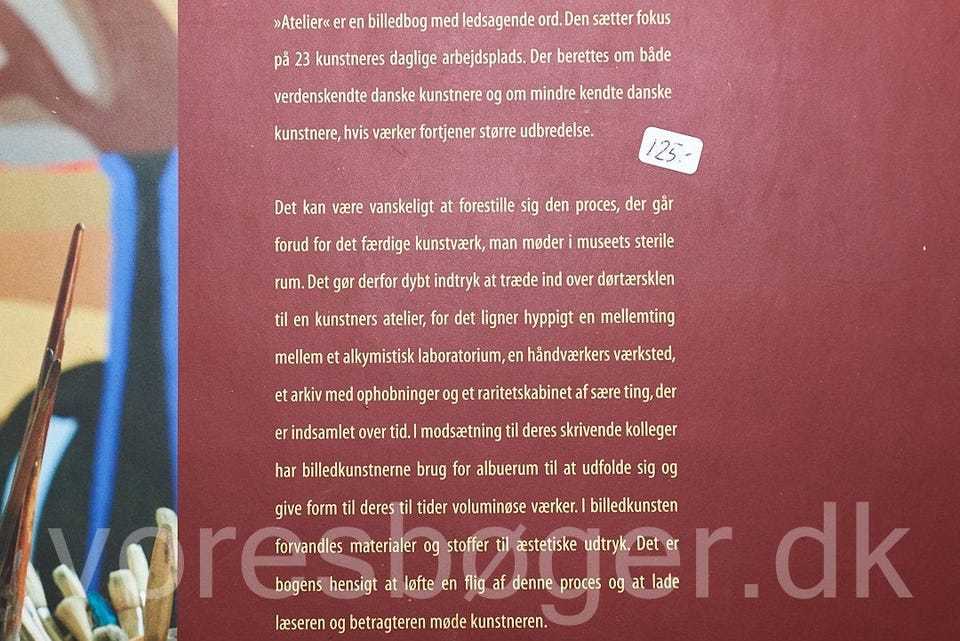 »Atelier« er en billedbog med ledsagende ord. Den sætter fokus
på 23 kunstneres daglige arbejdsplads. Der berettes om både
verdenskendte danske kunstnere og om mindre kendte danske
kunstnere, hvis værker fortjener større udbredelse.
125.-
Det kan være vanskeligt at forestille sig den proces, der går
forud for det færdige kunstværk, man møder i museets sterile
rum. Det gør derfor dybt indtryk at træde ind over dørtærsklen
til en kunstners atelier, for det ligner hyppigt en mellemting
mellem et alkymistisk laboratorium, en håndværkers værksted,
et arkiv med ophobninger og et raritetskabinet af sære ting, der
er indsamlet over tid. I modsætning til deres skrivende kolleger
har billedkunstnerne brug for albuerum til at udfolde sig og
give form til deres til tider voluminøse værker. I billedkunsten
forvandles materialer og stoffer til æstetiske udtryk. Det er
bogens hensigt at løfte en flig af denne proces og at lade
læseren og betragteren møde kunstneren.
voresbøger.dk